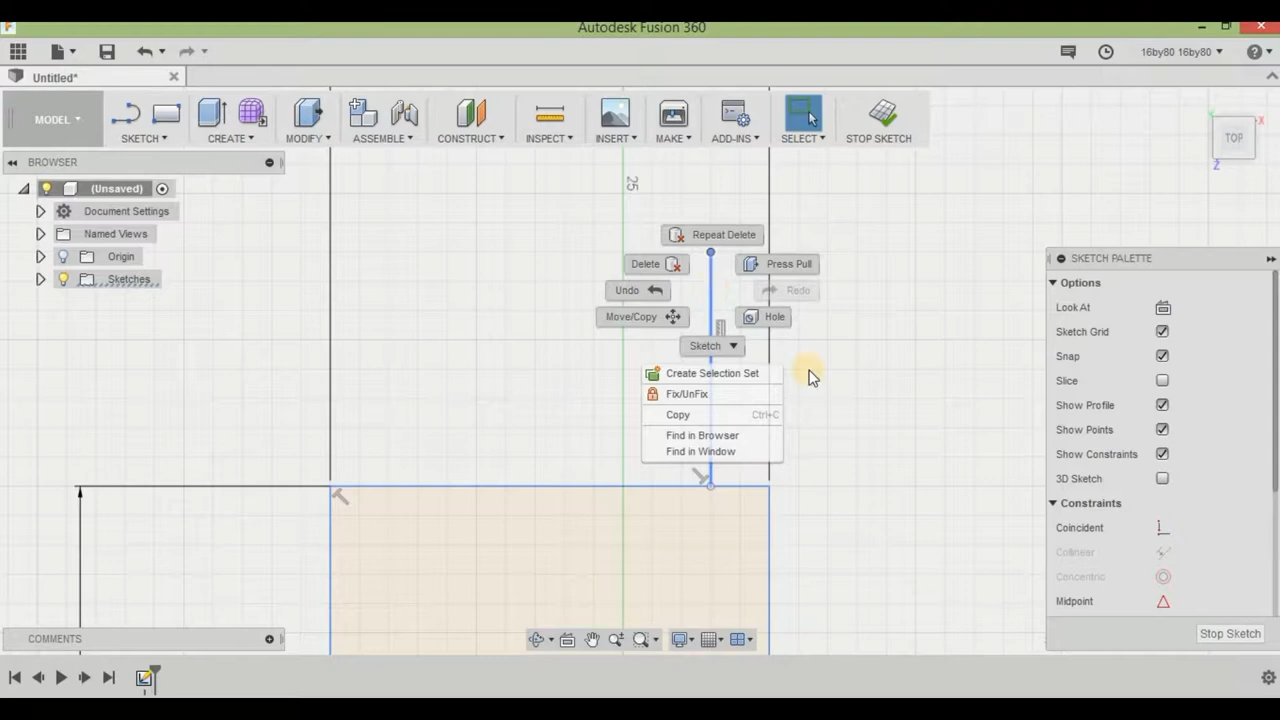 Autodesk Fusion 360
16by80 16by80
Untitled*
MODEL
SKETCH
CREATE
MODIFY
ASSEMBLE
CONSTRUCT
INSPECT
INSERT
MAKE
ADD-INS
SELECT
STOP SKETCH
TOP
X
Y
Z
BROWSER
(Unsaved)
Document Settings
Named Views
Origin
Sketches
25
Repeat Delete
Delete
Press Pull
Undo
Redo
Move/Copy
Hole
Sketch
Create Selection Set
Fix/UnFix
Copy Ctrl+C
Find in Browser
Find in Window
SKETCH PALETTE
Options
Look At
Sketch Grid
Snap
Slice
Show Profile
Show Points
Show Constraints
3D Sketch
Constraints
Coincident
Collinear
Concentric
Midpoint
Stop Sketch
COMMENTS